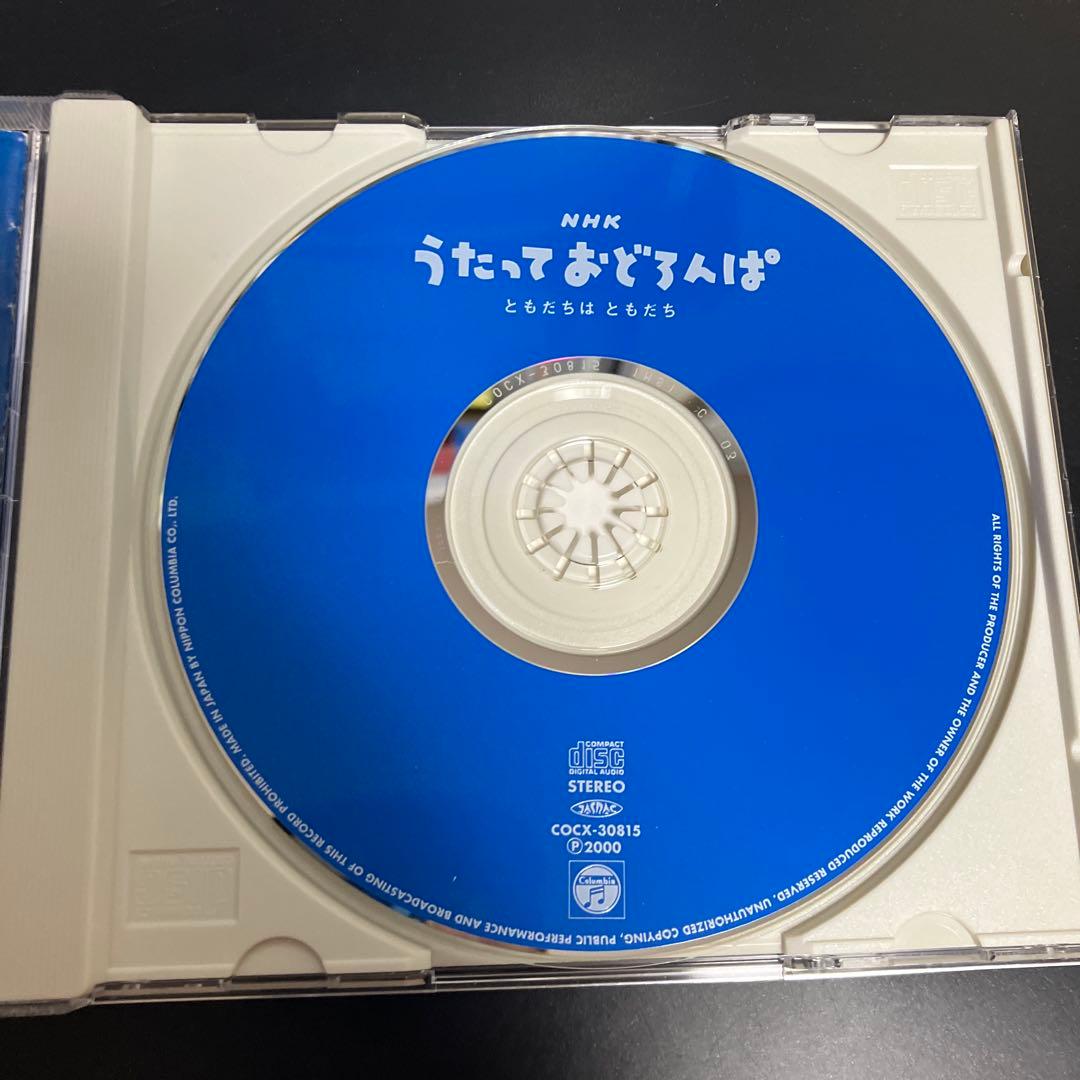 NHK
うたって おどろんぱ
ともだちは ともだち
COCX-30815
COMPACT
disc
DIGITAL AUDIO
STEREO
JASRAC
COCX-30815
Ⓟ2000
Columbia
ALL RIGHTS OF THE PRODUCER AND THE OWNER OF THE WORK REPRODUCED RESERVED. UNAUTHORIZED COPYING, PUBLIC PERFORMANCE AND BROADCASTING OF THIS RECORD PROHIBITED. MADE IN JAPAN BY NIPPON COLUMBIA CO., LTD.